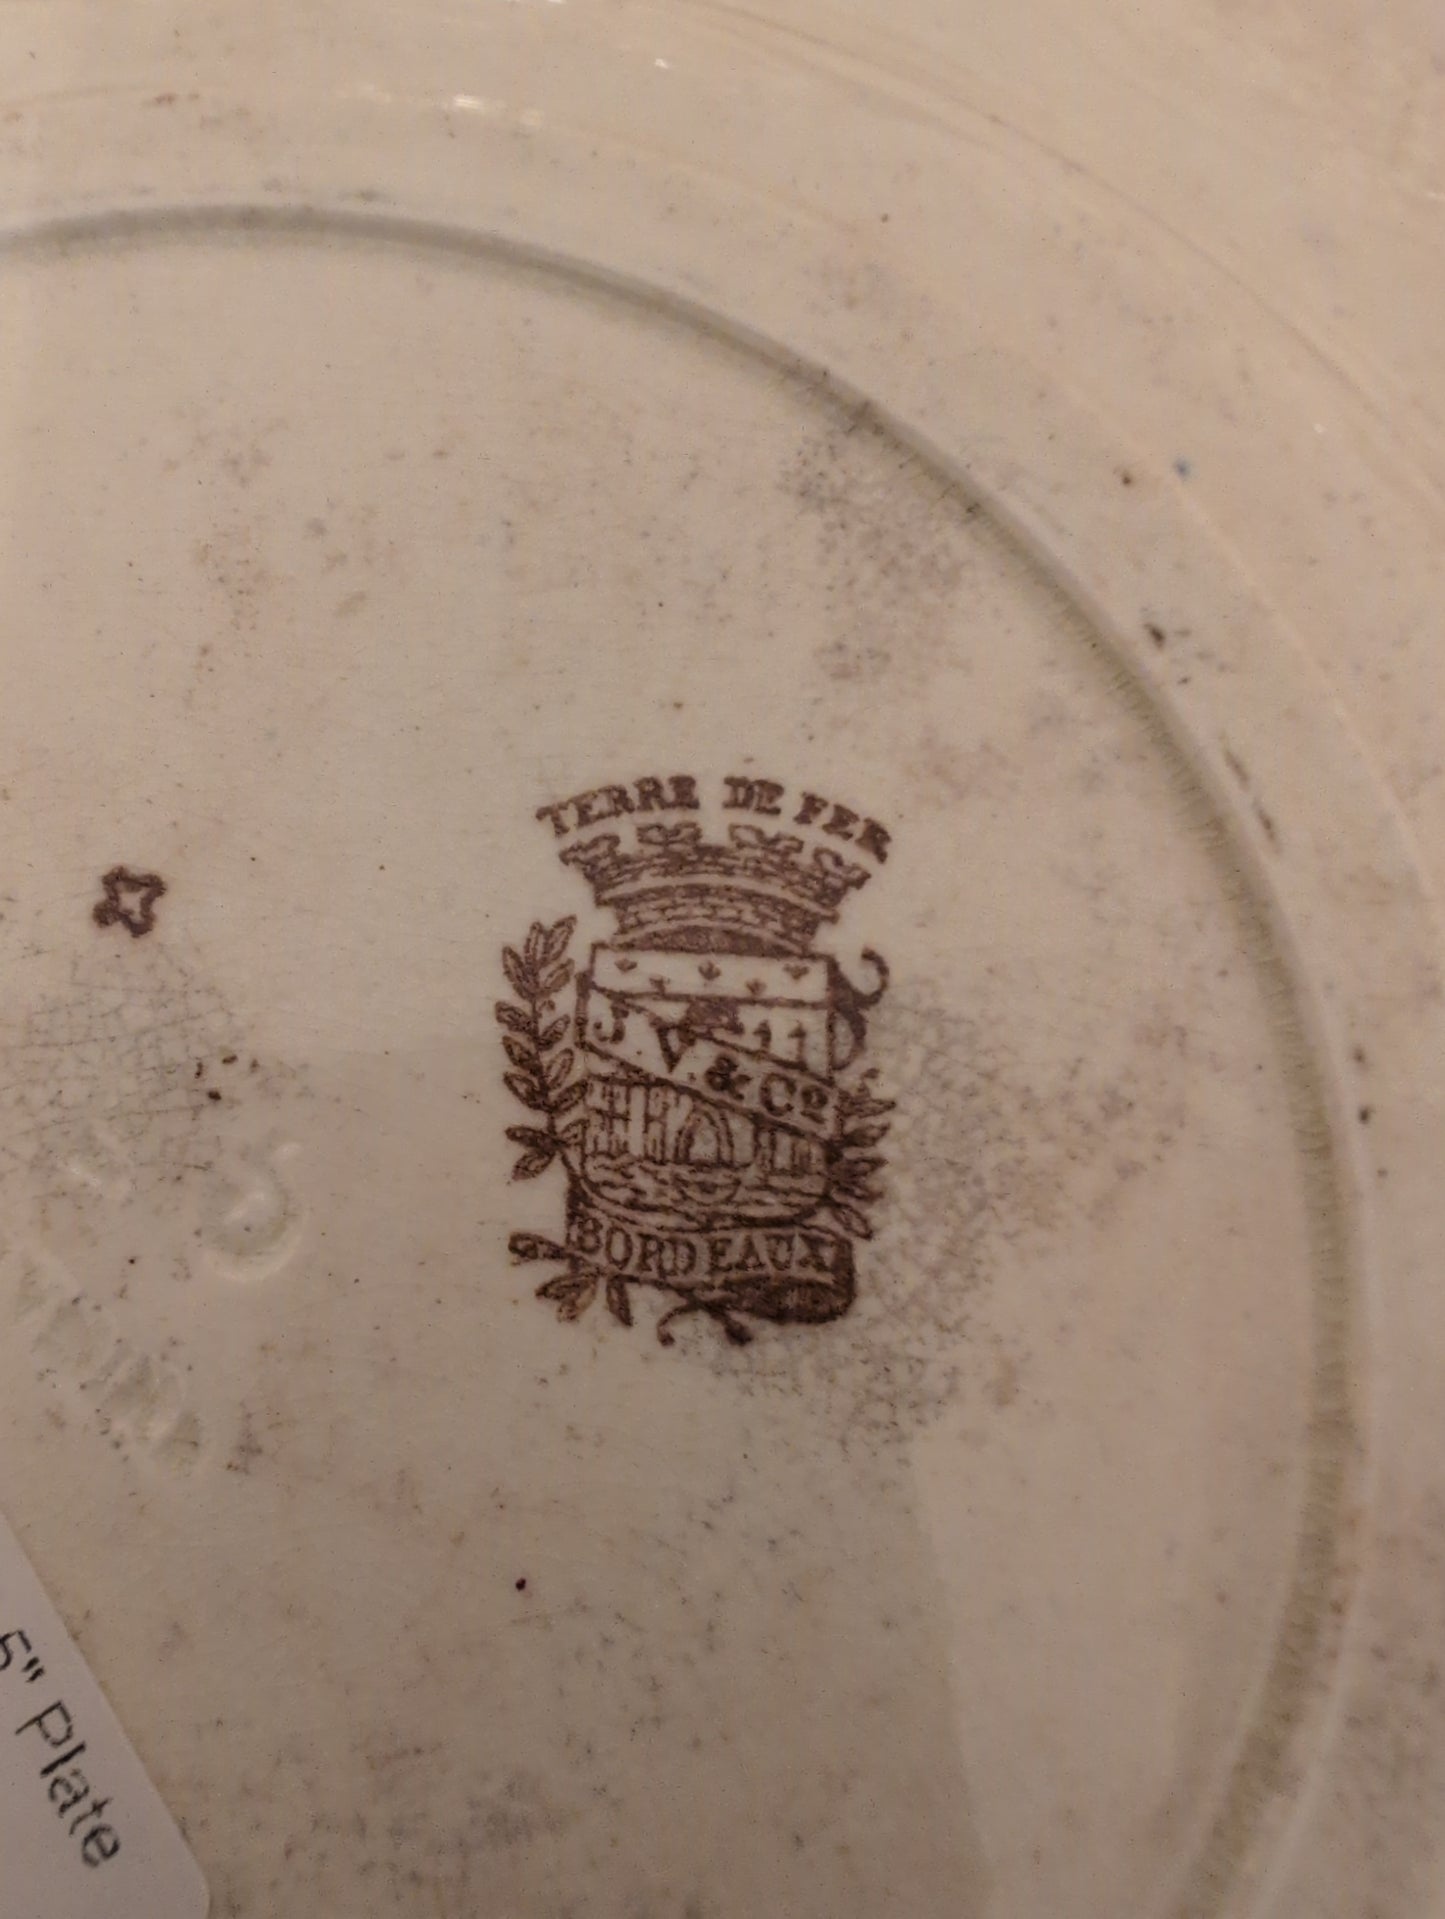 TERRE DE FER
J. V. & Co
BORDEAUX
5" Plate